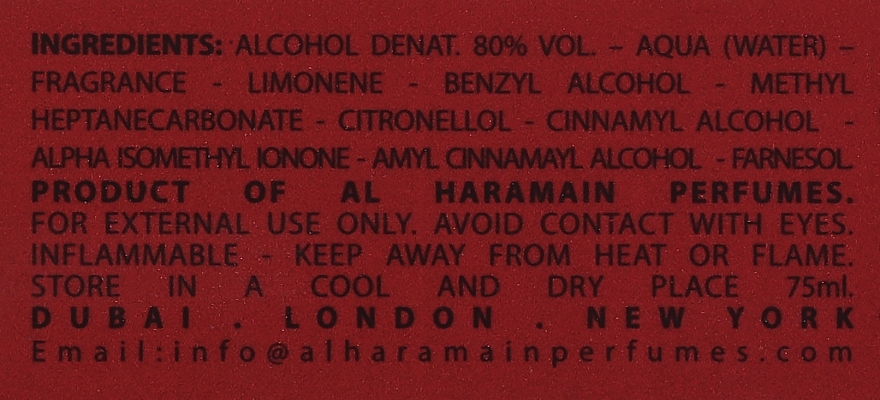 INGREDIENTS: ALCOHOL DENAT. 80% VOL. – AQUA (WATER) –
FRAGRANCE - LIMONENE - BENZYL ALCOHOL - METHYL
HEPTANECARBONATE - CITRONELLOL - CINNAMYL ALCOHOL -
ALPHA ISOMETHYL IONONE - AMYL CINNAMAYL ALCOHOL - FARNESOL.
PRODUCT OF AL HARAMAIN PERFUMES.
FOR EXTERNAL USE ONLY. AVOID CONTACT WITH EYES.
INFLAMMABLE - KEEP AWAY FROM HEAT OR FLAME.
STORE IN A COOL AND DRY PLACE 75ml.
DUBAI . LONDON . NEW YORK
Email:info@alharamainperfumes.com